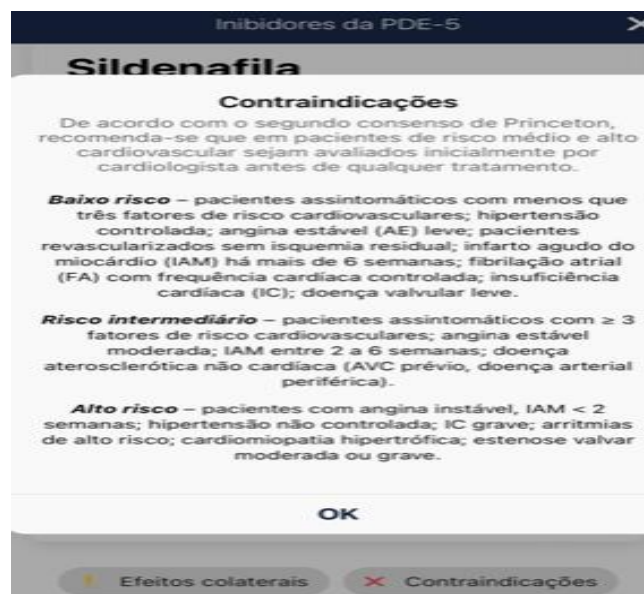 Inibidores da PDE-5
Sildenafila
Contraindicações
De acordo com o segundo consenso de Princeton,
recomenda-se que em pacientes de risco médio e alto
cardiovascular sejam avaliados inicialmente por
cardiologista antes de qualquer tratamento.
Baixo risco – pacientes assintomáticos com menos que
três fatores de risco cardiovasculares; hipertensão
controlada; angina estável (AE) leve; pacientes
revascularizados sem isquemia residual; infarto agudo do
miocárdio (IAM) há mais de 6 semanas; fibrilação atrial
(FA) com frequência cardíaca controlada; insuficiência
cardíaca (IC); doença valvular leve.
Risco intermediário – pacientes assintomáticos com ≥ 3
fatores de risco cardiovasculares; angina estável
moderada; IAM entre 2 a 6 semanas; doença
aterosclerótica não cardíaca (AVC prévio, doença arterial
periférica).
Alto risco – pacientes com angina instável, IAM < 2
semanas; hipertensão não controlada; IC grave; arritmias
de alto risco; cardiomiopatia hipertrófica; estenose valvar
moderada ou grave.
OK
Efeitos colaterais
Contraindicações